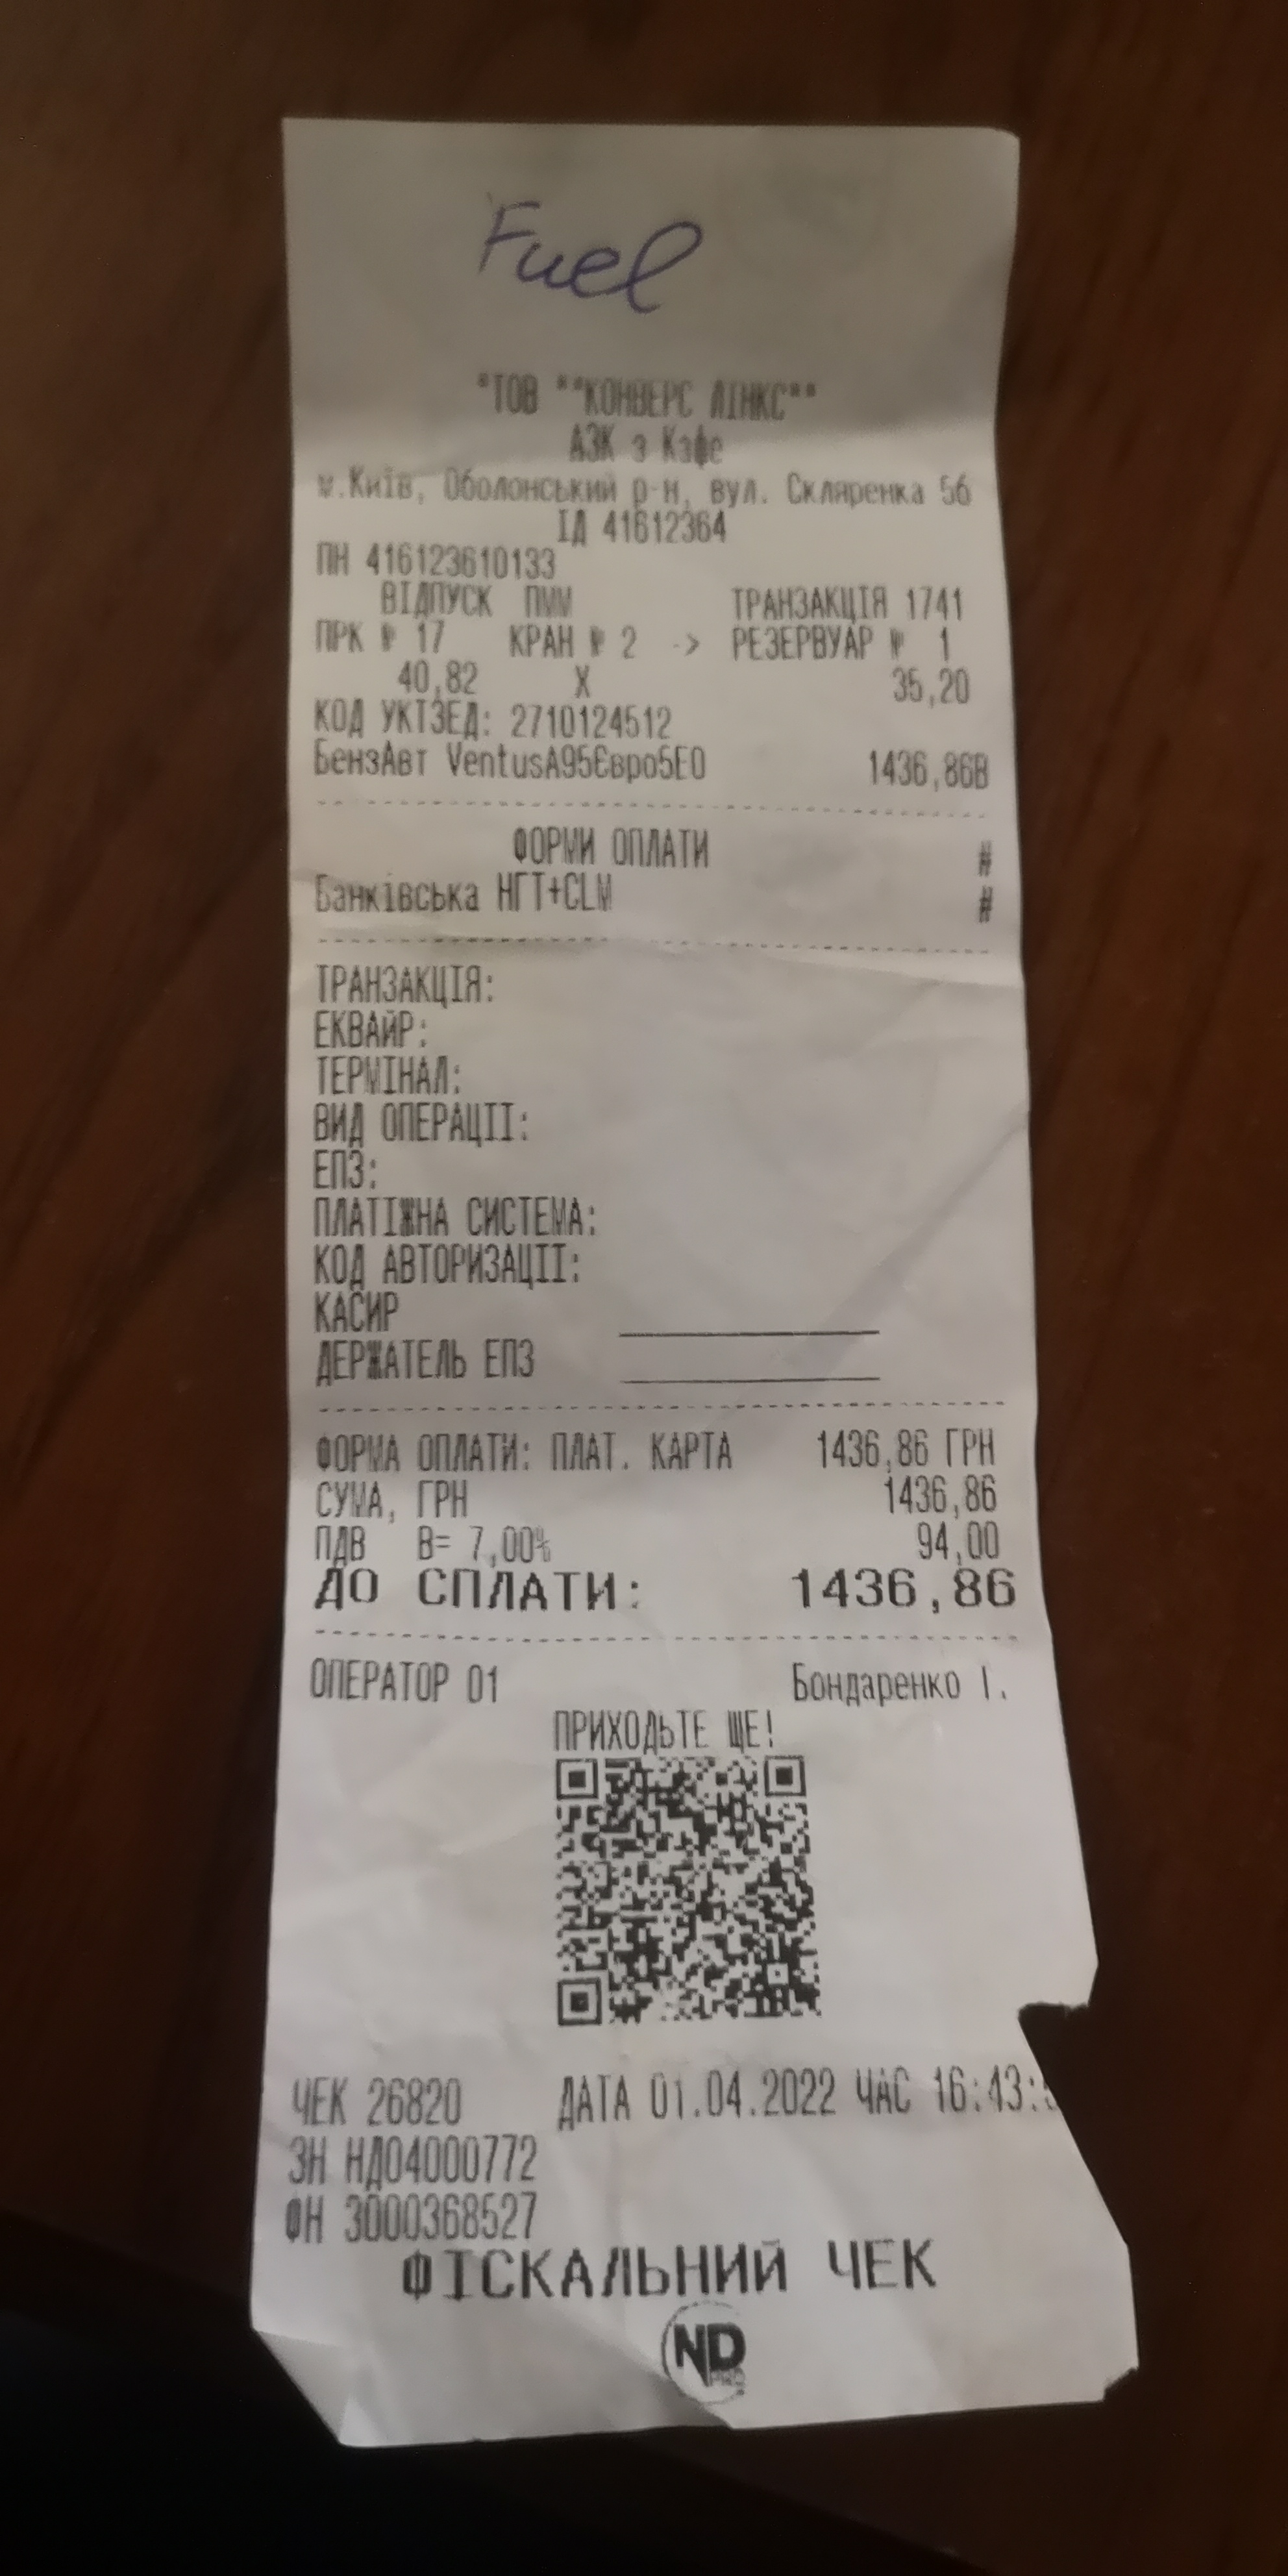 Fuel
"ТОВ ""КОНВЕРС ЛІНКС""
АЗК з Кафе
м.Київ, Оболонський р-н, вул. Скляренка 5б
ІД 41612364
ПН 416123610133
ВІДПУСК ПММ ТРАНЗАКЦІЯ 1741
ПРК № 17 КРАН № 2 -> РЕЗЕРВУАР № 1
40,82 X 35,20
КОД УКТЗЕД: 2710124512
БензАвт VentusА95Євро5Е0 1436,86В
ФОРМИ ОПЛАТИ #
Банківська НГТ+CLM #
ТРАНЗАКЦІЯ:
ЕКВАЙР:
ТЕРМІНАЛ:
ВИД ОПЕРАЦІІ:
ЕПЗ:
ПЛАТІЖНА СИСТЕМА:
КОД АВТОРИЗАЦІІ:
КАСИР
ДЕРЖАТЕЛЬ ЕПЗ
ФОРМА ОПЛАТИ: ПЛАТ. КАРТА 1436,86 ГРН
СУМА, ГРН 1436,86
ПДВ В= 7,00% 94,00
ДО СПЛАТИ: 1436,86
ОПЕРАТОР 01 Бондаренко І.
ПРИХОДЬТЕ ЩЕ!
ЧЕК 26820 ДАТА 01.04.2022 ЧАС 16:43:
ЗН НД04000772
ФН 3000368527
ФІСКАЛЬНИЙ ЧЕК
ND